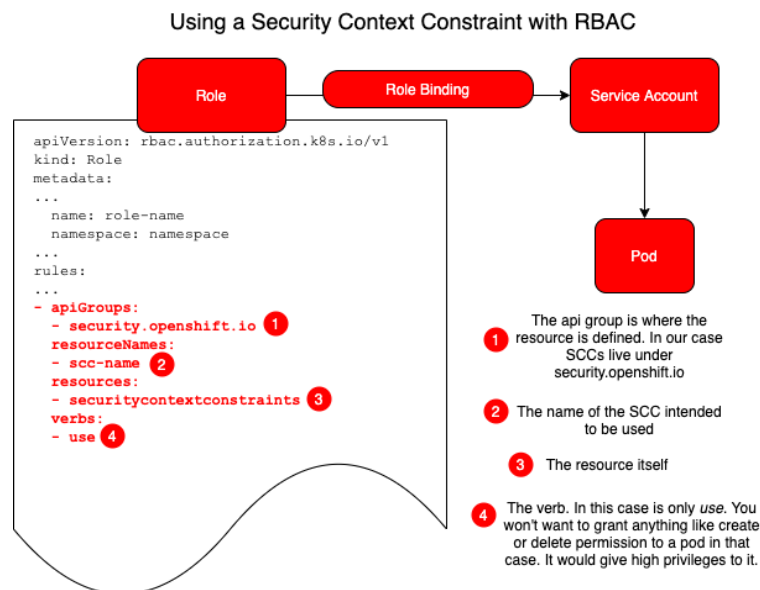 Using a Security Context Constraint with RBAC
Role
Role Binding
Service Account
Pod
apiVersion: rbac.authorization.k8s.io/v1
kind: Role
metadata:
...
  name: role-name
  namespace: namespace
...
rules:
...
- apiGroups:
  - security.openshift.io 1
  resourceNames:
  - scc-name 2
  resources:
  - securitycontextconstraints 3
  verbs:
  - use 4
1
The api group is where the
resource is defined. In our case
SCCs live under
security.openshift.io
2 The name of the SCC intended
to be used
3 The resource itself
4 The verb. In this case is only use. You
won't want to grant anything like create
or delete permission to a pod in that
case. It would give high privileges to it.